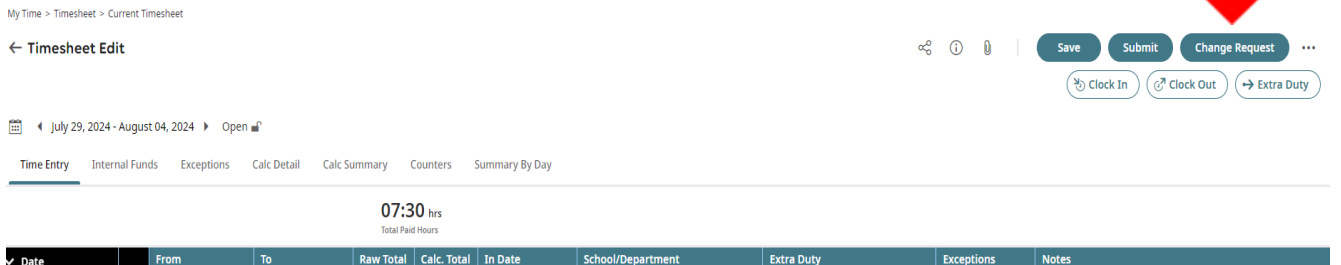 My Time > Timesheet > Current Timesheet
← Timesheet Edit
Save Submit Change Request ...
Clock In Clock Out Extra Duty
July 29, 2024 - August 04, 2024 Open
Time Entry Internal Funds Exceptions Calc Detail Calc Summary Counters Summary By Day
07:30 hrs
Total Paid Hours
Date From To Raw Total Calc. Total In Date School/Department Extra Duty Exceptions Notes